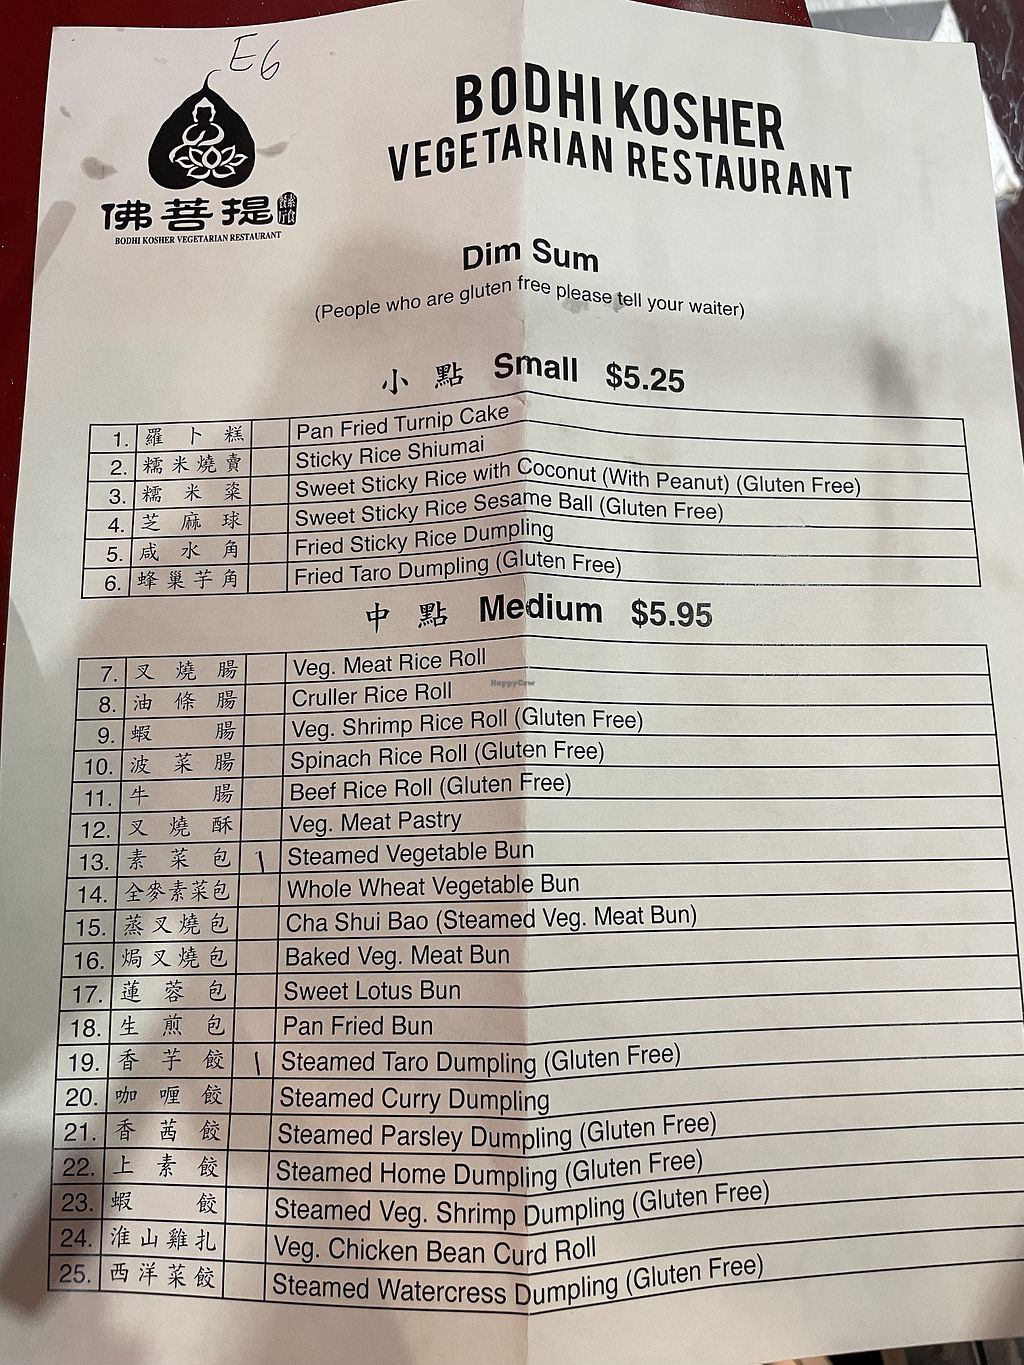 E6
BODHI KOSHER
VEGETARIAN RESTAURANT
佛菩提 素食餐厅
BODHI KOSHER VEGETARIAN RESTAURANT
Dim Sum
(People who are gluten free please tell your waiter)
小 點 Small $5.25
1. 羅卜糕 Pan Fried Turnip Cake
2. 糯米燒賣 Sticky Rice Shiumai
3. 糯米粢 Sweet Sticky Rice with Coconut (With Peanut) (Gluten Free)
4. 芝麻球 Sweet Sticky Rice Sesame Ball (Gluten Free)
5. 咸水角 Fried Sticky Rice Dumpling
6. 蜂巢芋角 Fried Taro Dumpling (Gluten Free)
中 點 Medium $5.95
7. 叉燒腸 Veg. Meat Rice Roll
8. 油條腸 Cruller Rice Roll
9. 蝦腸 Veg. Shrimp Rice Roll (Gluten Free)
HappyCow
10. 波菜腸 Spinach Rice Roll (Gluten Free)
11. 牛腸 Beef Rice Roll (Gluten Free)
12. 叉燒酥 Veg. Meat Pastry
13. 素菜包 1 Steamed Vegetable Bun
14. 全麥素菜包 Whole Wheat Vegetable Bun
15. 蒸叉燒包 Cha Shui Bao (Steamed Veg. Meat Bun)
16. 焗叉燒包 Baked Veg. Meat Bun
17. 蓮蓉包 Sweet Lotus Bun
18. 生煎包 Pan Fried Bun
19. 香芋餃 1 Steamed Taro Dumpling (Gluten Free)
20. 咖喱餃 Steamed Curry Dumpling
21. 香茜餃 Steamed Parsley Dumpling (Gluten Free)
22. 上素餃 Steamed Home Dumpling (Gluten Free)
23. 蝦餃 Steamed Veg. Shrimp Dumpling (Gluten Free)
24. 淮山雞扎 Veg. Chicken Bean Curd Roll
25. 西洋菜餃 Steamed Watercress Dumpling (Gluten Free)